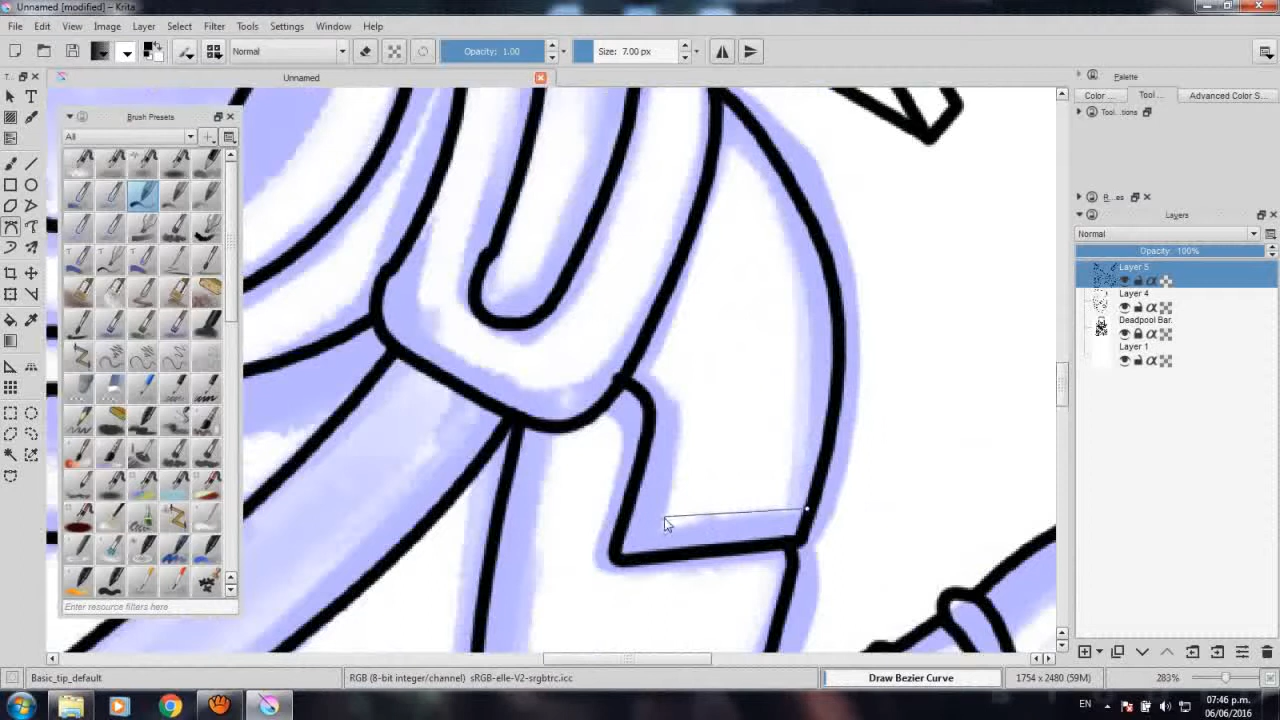 Unnamed [modified] – Krita
File Edit View Image Layer Select Filter Tools Settings Window Help
Normal
Opacity: 1.00
Size: 7.00 px
Unnamed
Palette
Color ...
Tool ...
Advanced Color S...
Tool...tions
Brush Presets
All
Layers
Normal
Opacity: 100%
Layer 5
Layer 4
Deadpool Bar.
Layer 1
Enter resource filters here
Basic_tip_default
RGB (8-bit integer/channel) sRGB-elle-V2-srgbtrc.icc
Draw Bezier Curve
1754 x 2480 (59M)
283%
EN
07:46 p.m.
06/06/2016